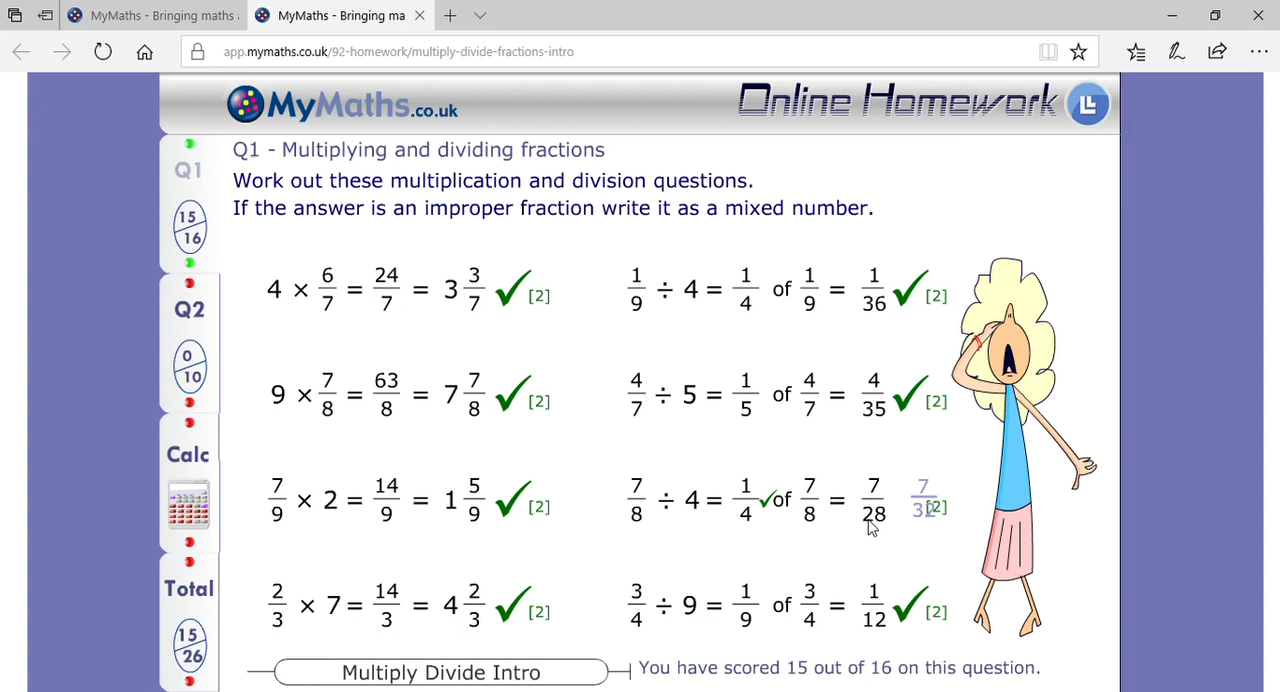 MyMaths - Bringing maths a
MyMaths - Bringing ma
app.mymaths.co.uk/92-homework/multiply-divide-fractions-intro
MyMaths.co.uk
Online Homework
Q1 - Multiplying and dividing fractions
Work out these multiplication and division questions.
If the answer is an improper fraction write it as a mixed number.
Q1
15/16
Q2
0/10
Calc
Total
15/26
4 × 6/7 = 24/7 = 3 3/7 [2]
1/9 ÷ 4 = 1/4 of 1/9 = 1/36 [2]
9 × 7/8 = 63/8 = 7 7/8 [2]
4/7 ÷ 5 = 1/5 of 4/7 = 4/35 [2]
7/9 × 2 = 14/9 = 1 5/9 [2]
7/8 ÷ 4 = 1/4 of 7/8 = 7/28 7/32 [2]
2/3 × 7 = 14/3 = 4 2/3 [2]
3/4 ÷ 9 = 1/9 of 3/4 = 1/12 [2]
Multiply Divide Intro
You have scored 15 out of 16 on this question.